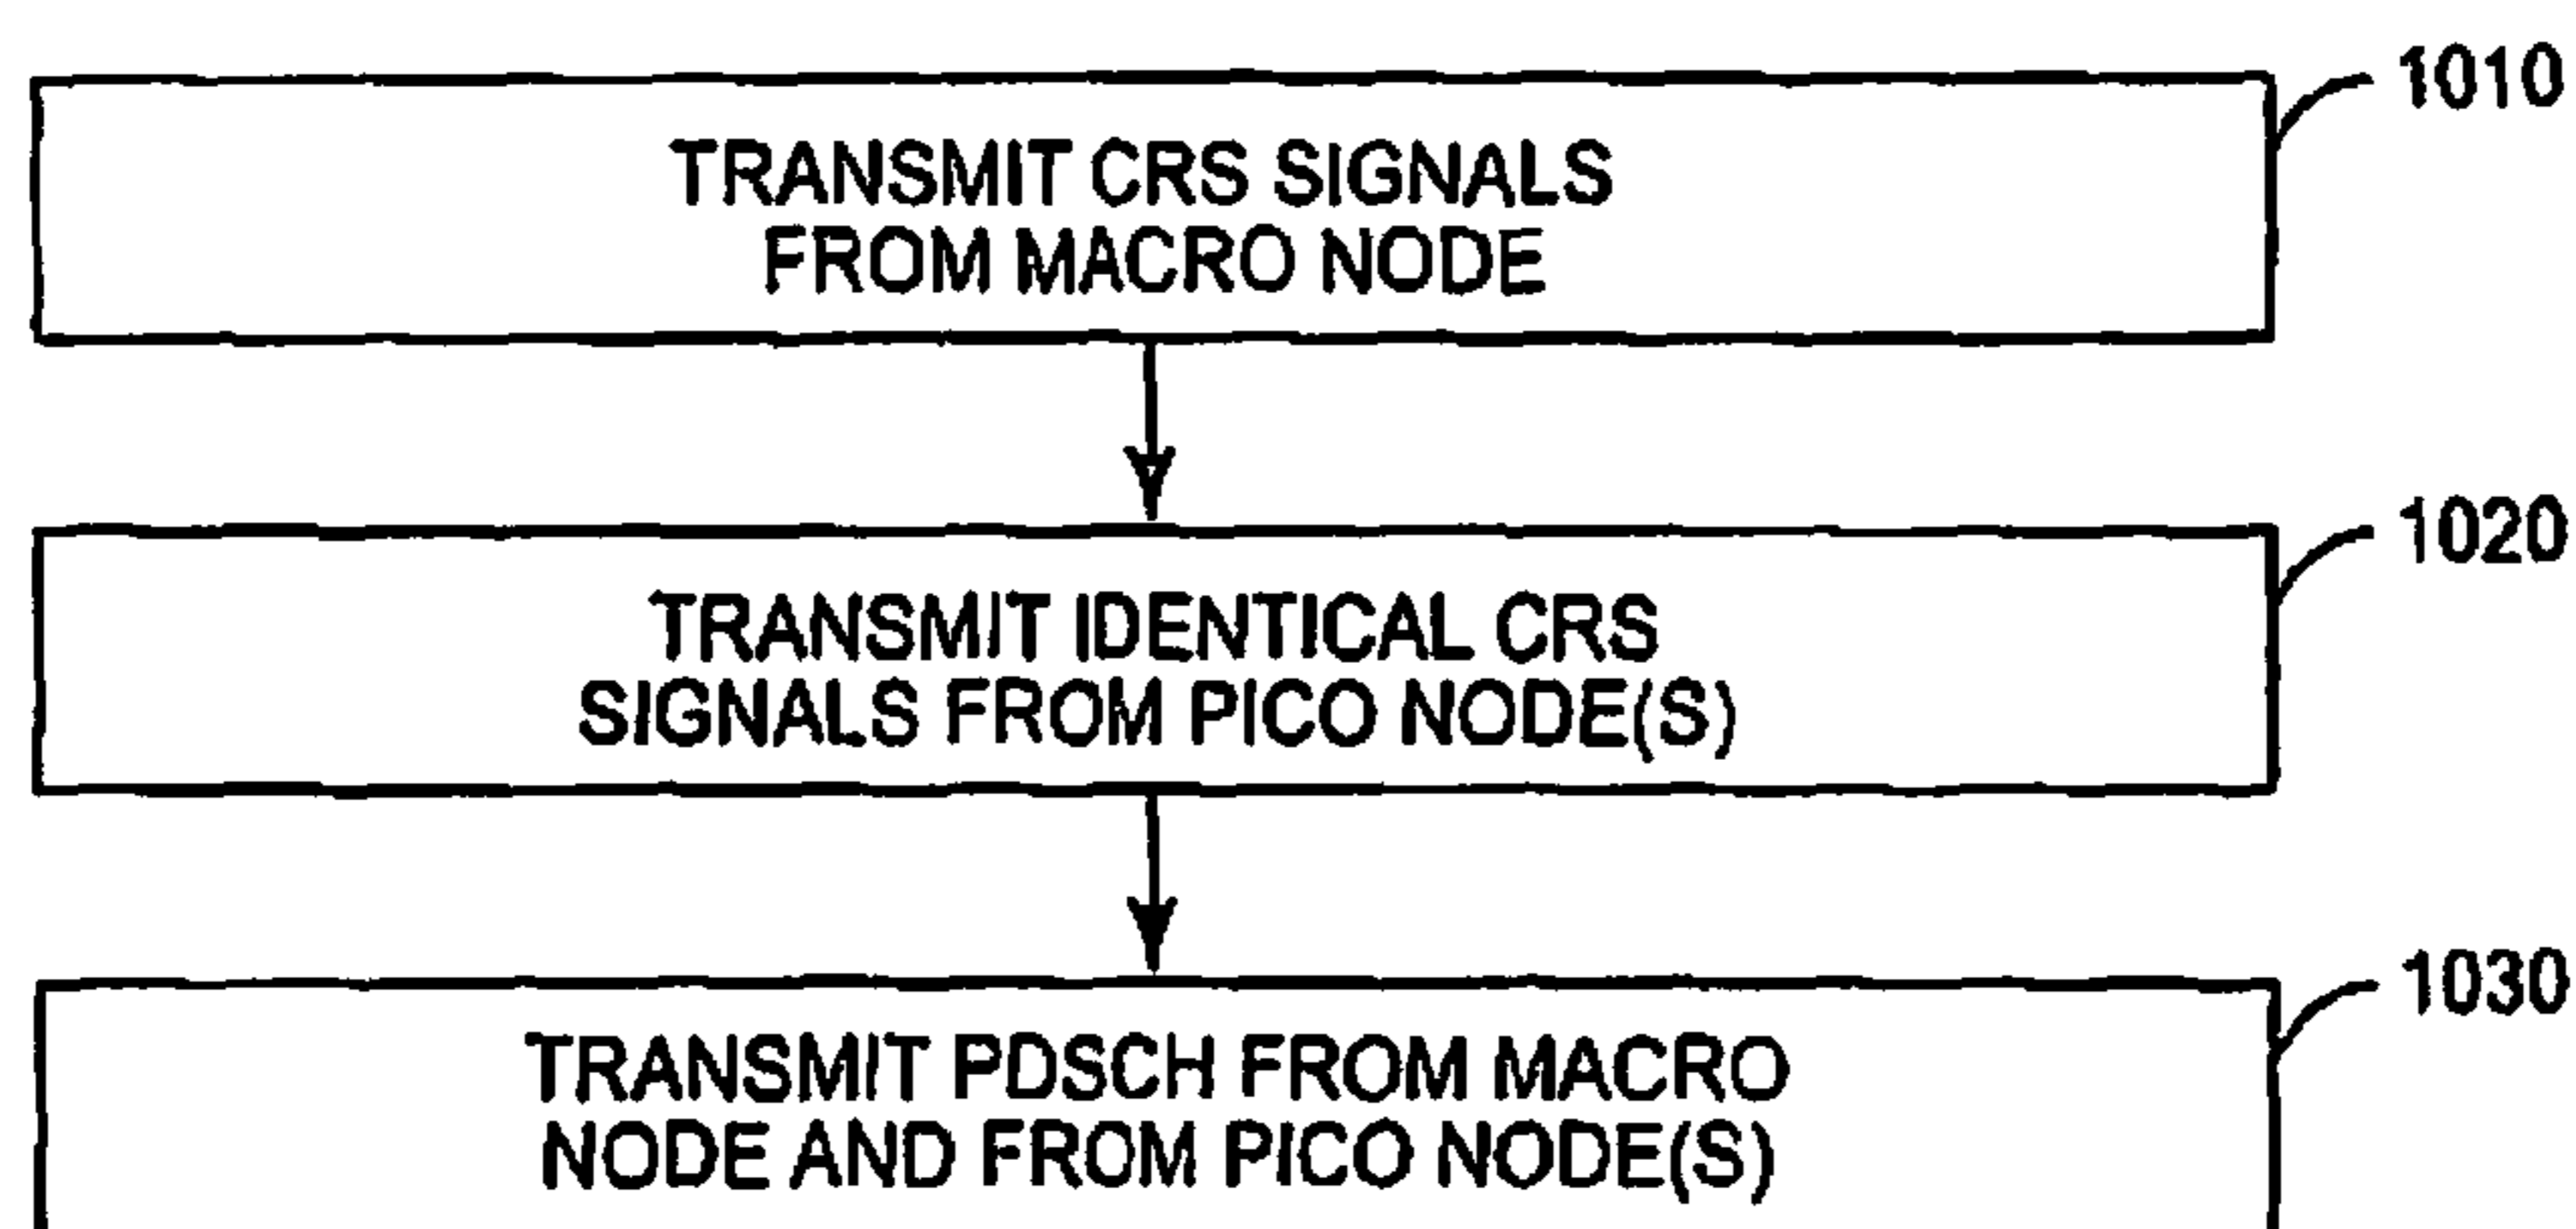 1010
TRANSMIT CRS SIGNALS
FROM MACRO NODE
1020
TRANSMIT IDENTICAL CRS
SIGNALS FROM PICO NODE(S)
1030
TRANSMIT PDSCH FROM MACRO
NODE AND FROM PICO NODE(S)